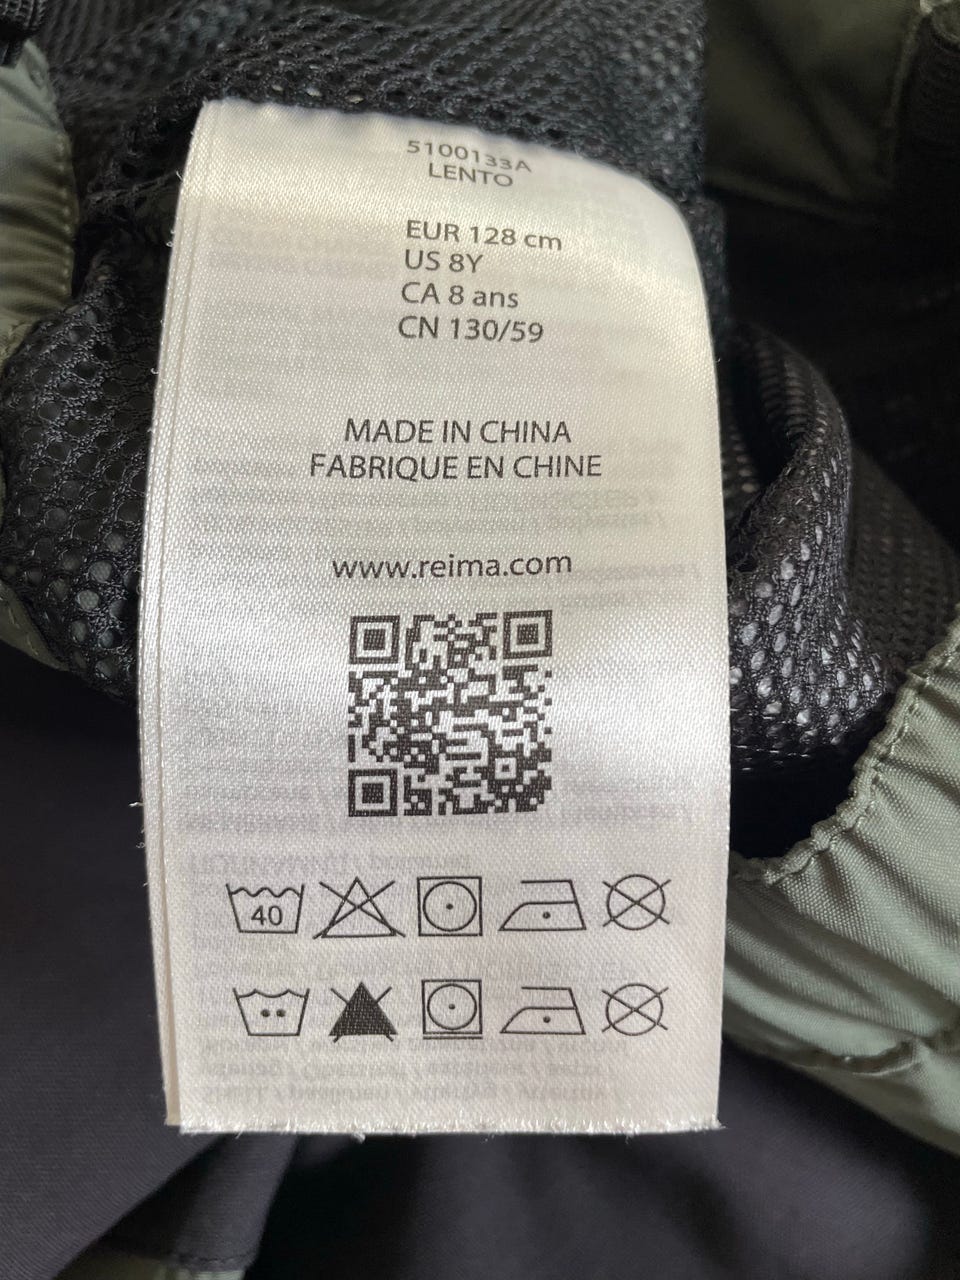 5100133A
LENTO
EUR 128 cm
US 8Y
CA 8 ans
CN 130/59
MADE IN CHINA
FABRIQUE EN CHINE
www.reima.com
40